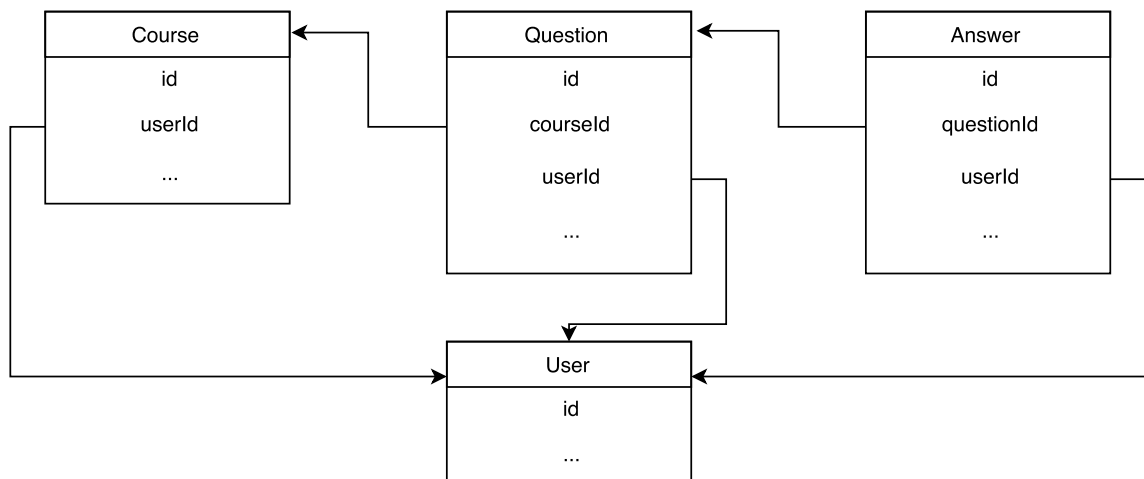 Course
id
userId
...
Question
id
courseId
userId
...
Answer
id
questionId
userId
...
User
id
...